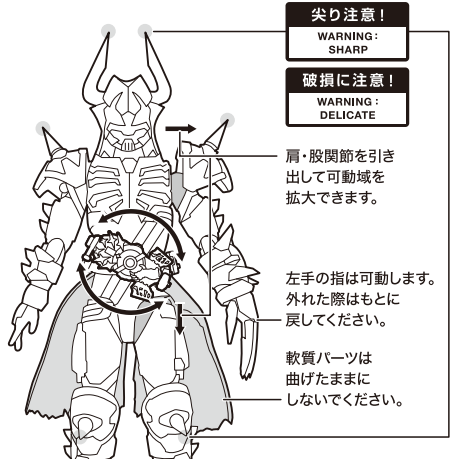 尖り注意！
WARNING:
SHARP
破損に注意！
WARNING:
DELICATE
肩・股関節を引き
出して可動域を
拡大できます。
左手の指は可動します。
外れた際はもとに
戻してください。
軟質パーツは
曲げたままに
しないでください。